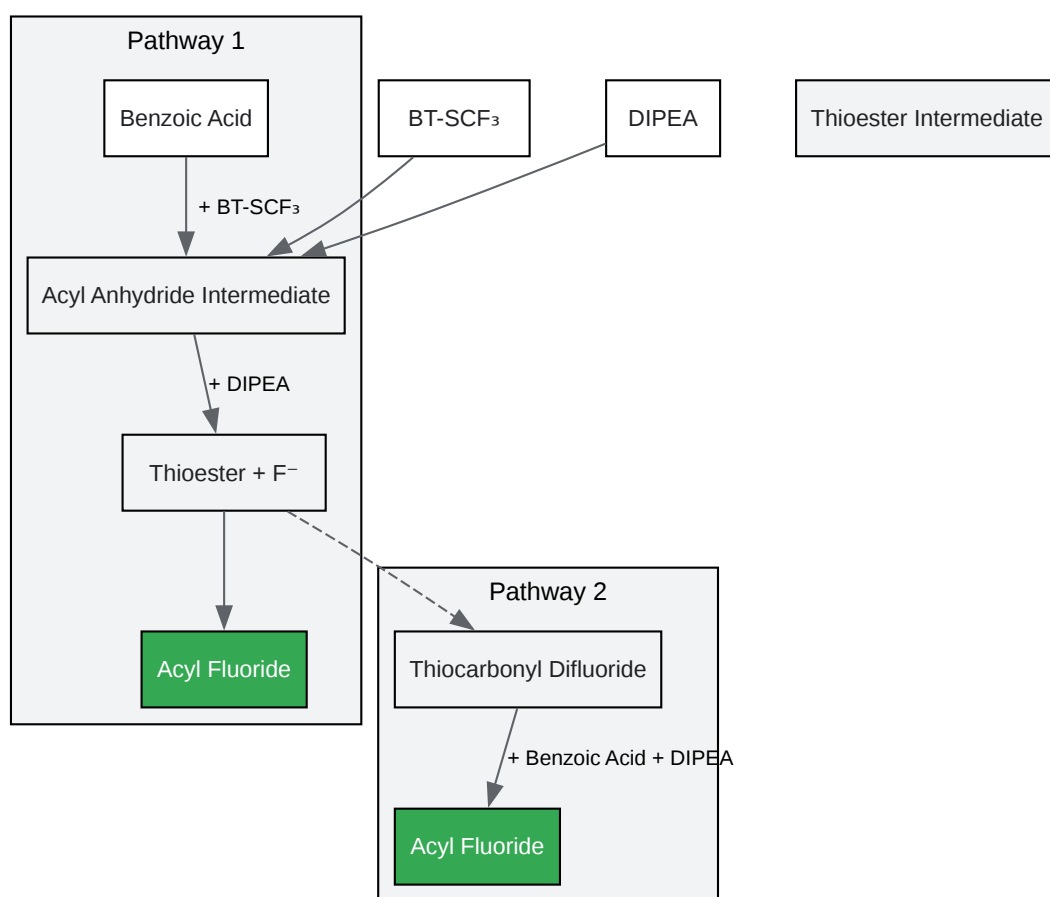 Pathway 1
Benzoic Acid
BT-SCF₃
DIPEA
Thioester Intermediate
+ BT-SCF₃
Acyl Anhydride Intermediate
+ DIPEA
Thioester + F⁻
Pathway 2
Acyl Fluoride
Thiocarbonyl Difluoride
+ Benzoic Acid + DIPEA
Acyl Fluoride